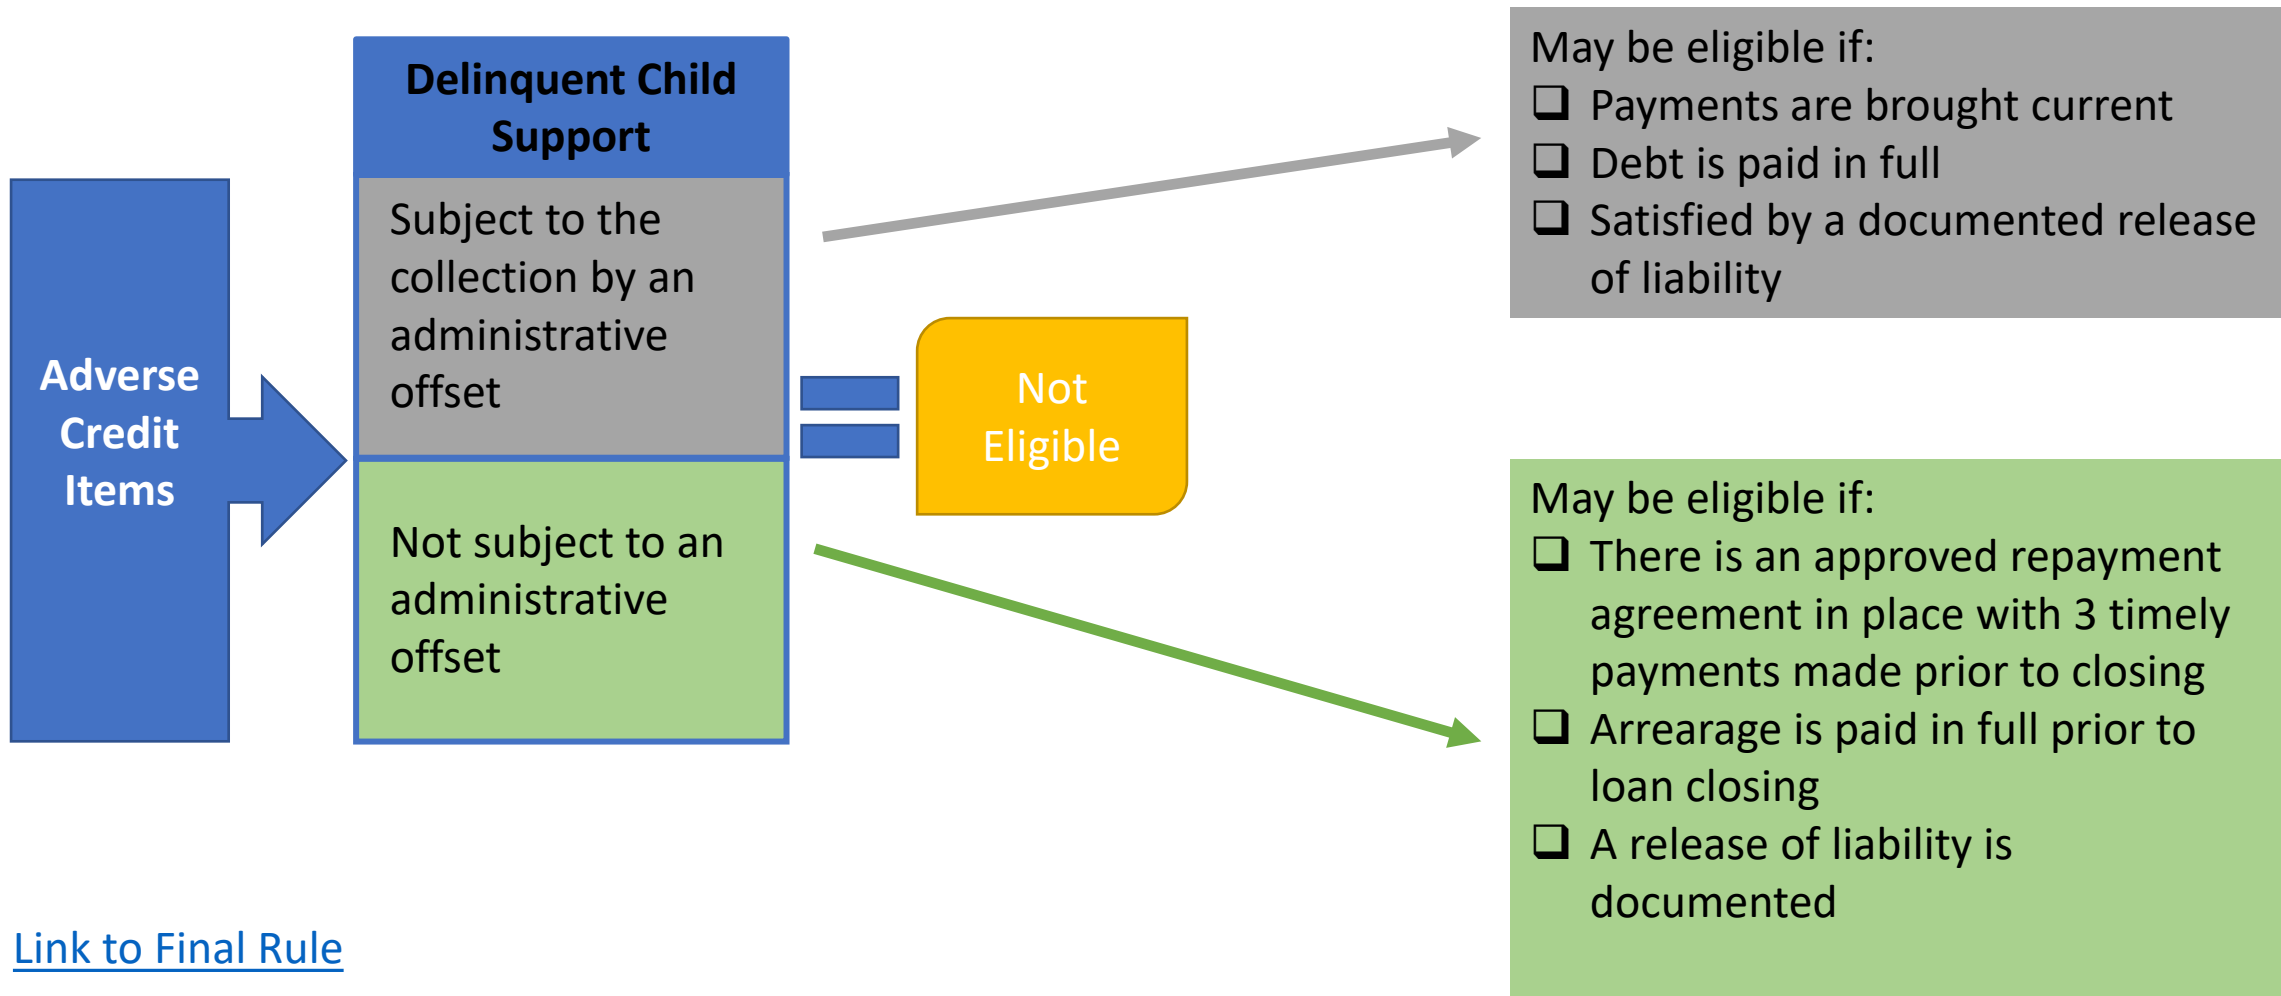 Adverse
Credit
Items
Delinquent Child
Support
Subject to the
collection by an
administrative
offset
Not subject to an
administrative
offset
Not
Eligible
May be eligible if:
Payments are brought current
Debt is paid in full
Satisfied by a documented release
of liability
May be eligible if:
There is an approved repayment
agreement in place with 3 timely
payments made prior to closing
Arrearage is paid in full prior to
loan closing
A release of liability is
documented
Link to Final Rule